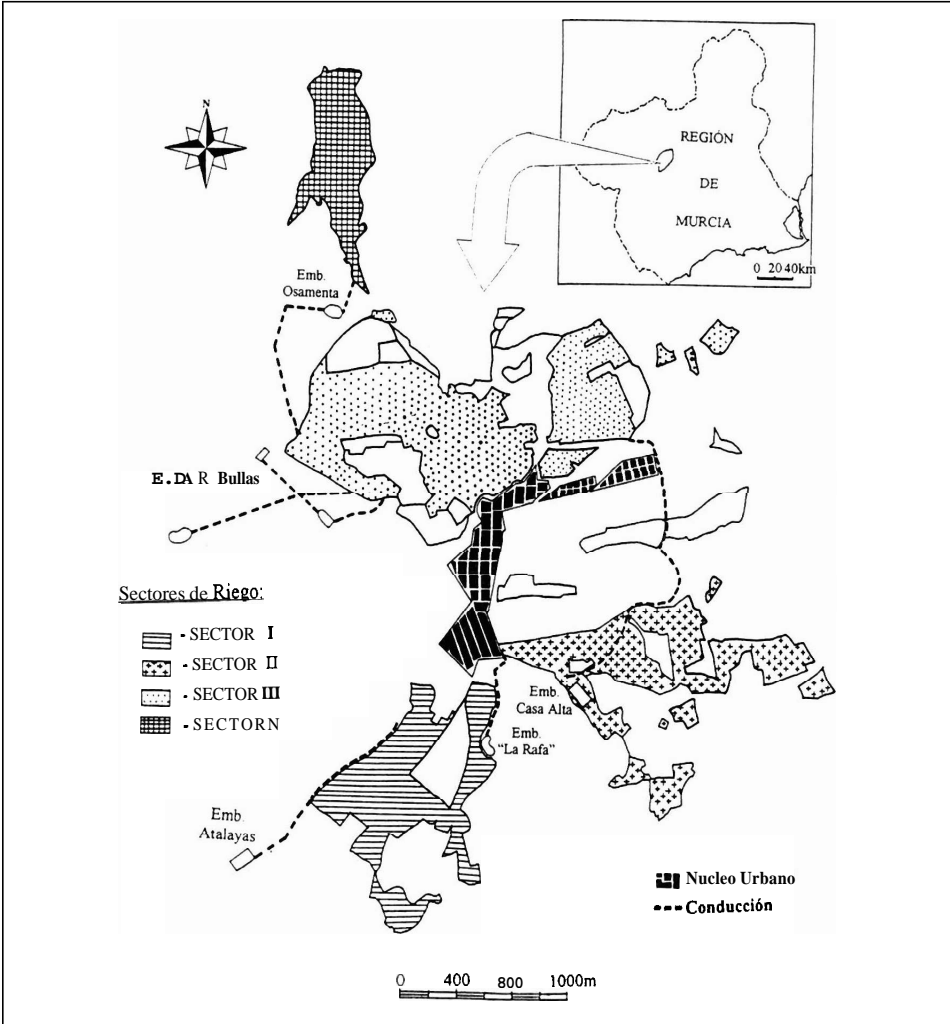 N
REGIÓN
DE
MURCIA
0 20 40km
Emb.
Osamenta
E.DA R Bullas
Sectores de Riego:
- SECTOR I
- SECTOR II
- SECTOR III
- SECTORN
Emb.
Casa Alta
Emb.
"La Rafa"
Emb.
Atalayas
Nucleo Urbano
Conducción
0 400 800 1000m